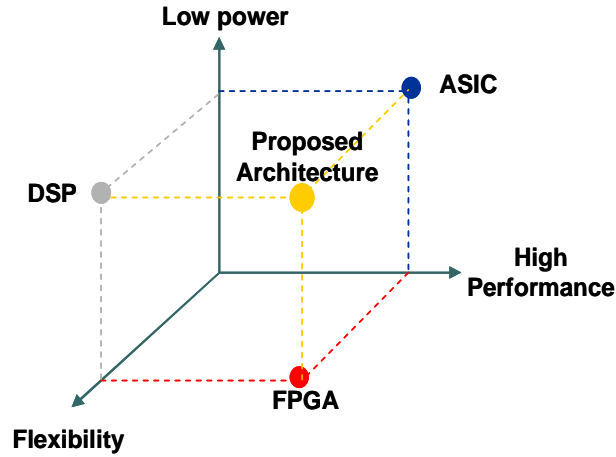 Low power
ASIC
Proposed
Architecture
DSP
High
Performance
FPGA
Flexibility